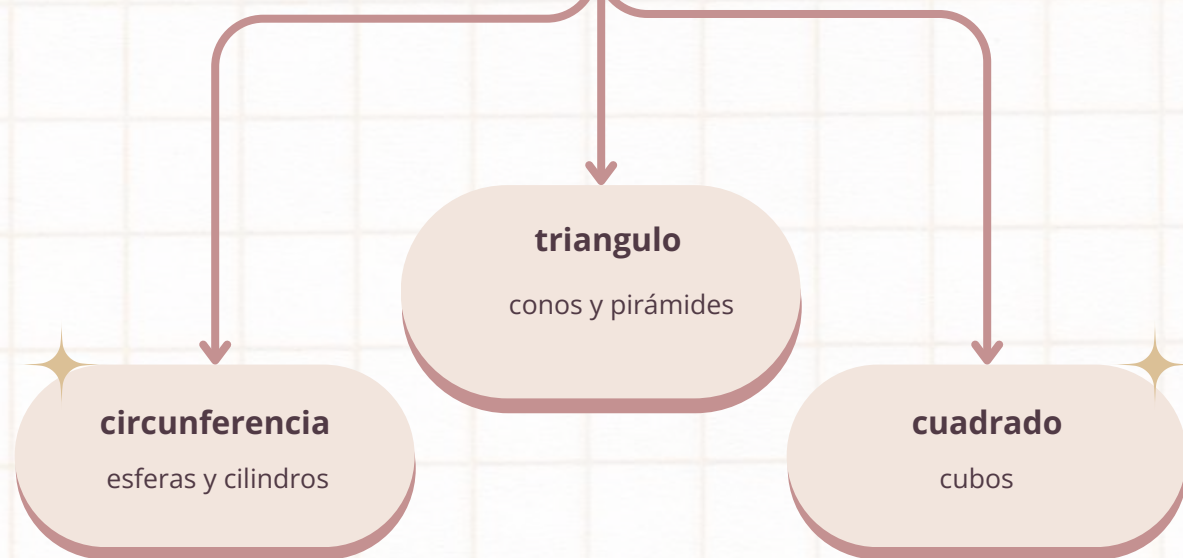 triangulo
conos y pirámides
circunferencia
esferas y cilindros
cuadrado
cubos